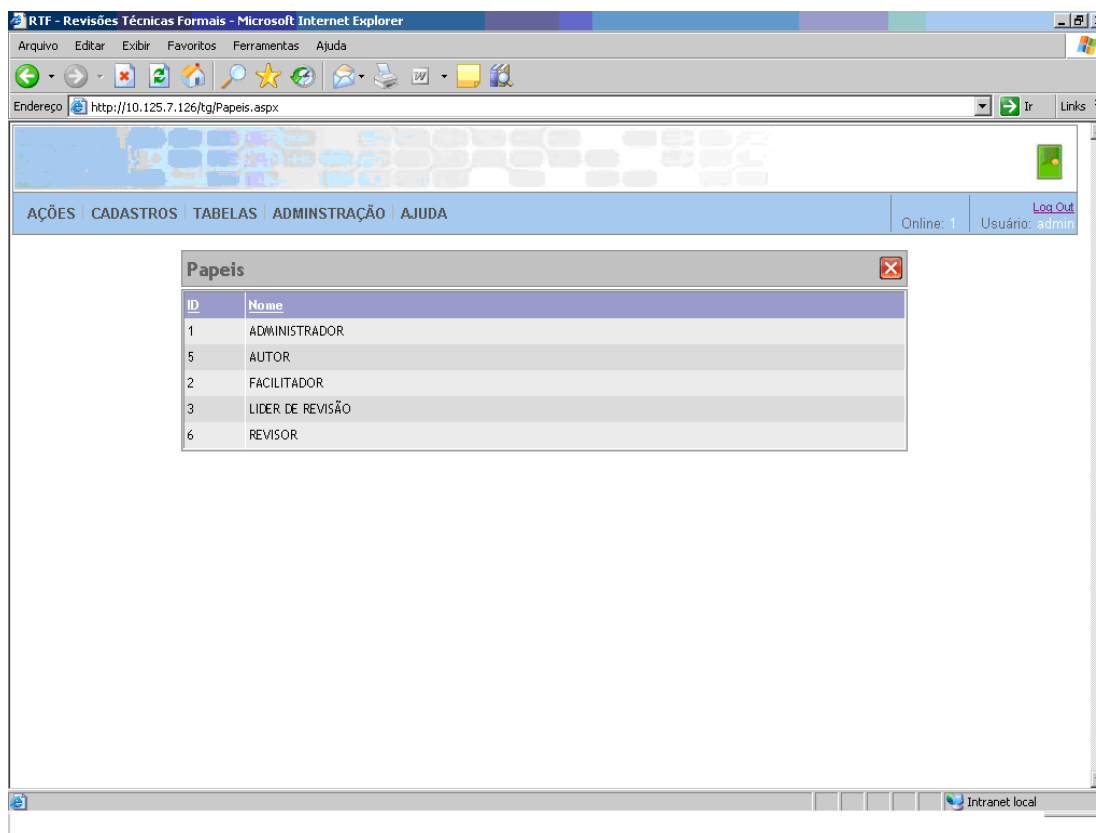 RTF - Revisões Técnicas Formais - Microsoft Internet Explorer
Arquivo Editar Exibir Favoritos Ferramentas Ajuda
Endereço http://10.125.7.126/tg/Papeis.aspx Ir Links
AÇÕES CADASTROS TABELAS ADMINSTRAÇÃO AJUDA
Log Out
Online: 1 Usuário: admin
Papeis
ID Nome
1 ADMINISTRADOR
5 AUTOR
2 FACILITADOR
3 LIDER DE REVISÃO
6 REVISOR
Intranet local